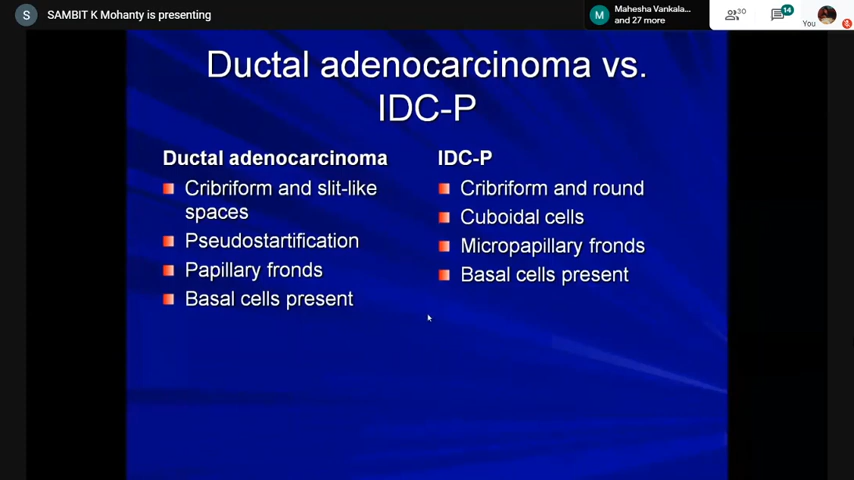 S SAMBIT K Mohanty is presenting
M Mahesha Vankala...
and 27 more
30
14
You
Ductal adenocarcinoma vs.
IDC-P
Ductal adenocarcinoma
Cribriform and slit-like
spaces
Pseudostartification
Papillary fronds
Basal cells present
IDC-P
Cribriform and round
Cuboidal cells
Micropapillary fronds
Basal cells present